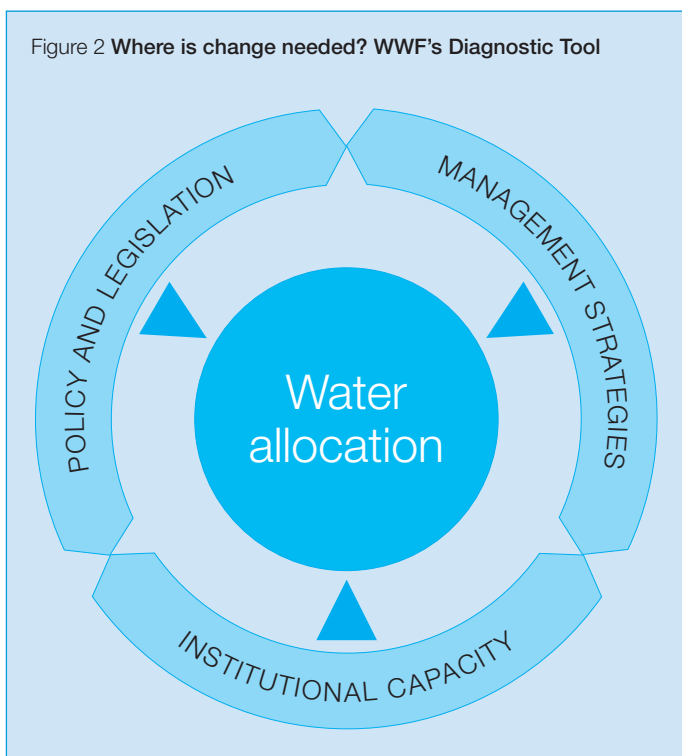 Figure 2 Where is change needed? WWF's Diagnostic Tool
POLICY AND LEGISLATION
MANAGEMENT STRATEGIES
Water
allocation
INSTITUTIONAL CAPACITY